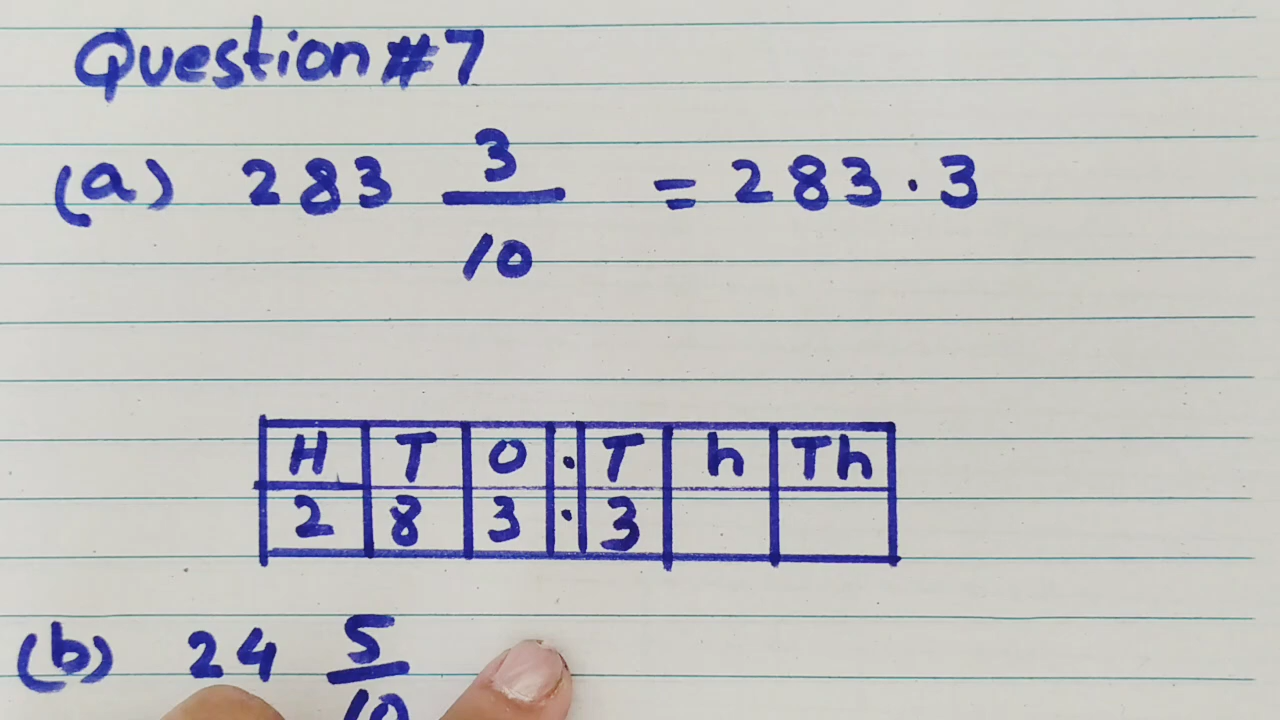 Question #7
(a) 283 3/10 = 283.3
H T O . T h Th
2 8 3 . 3
(b) 24 5/10